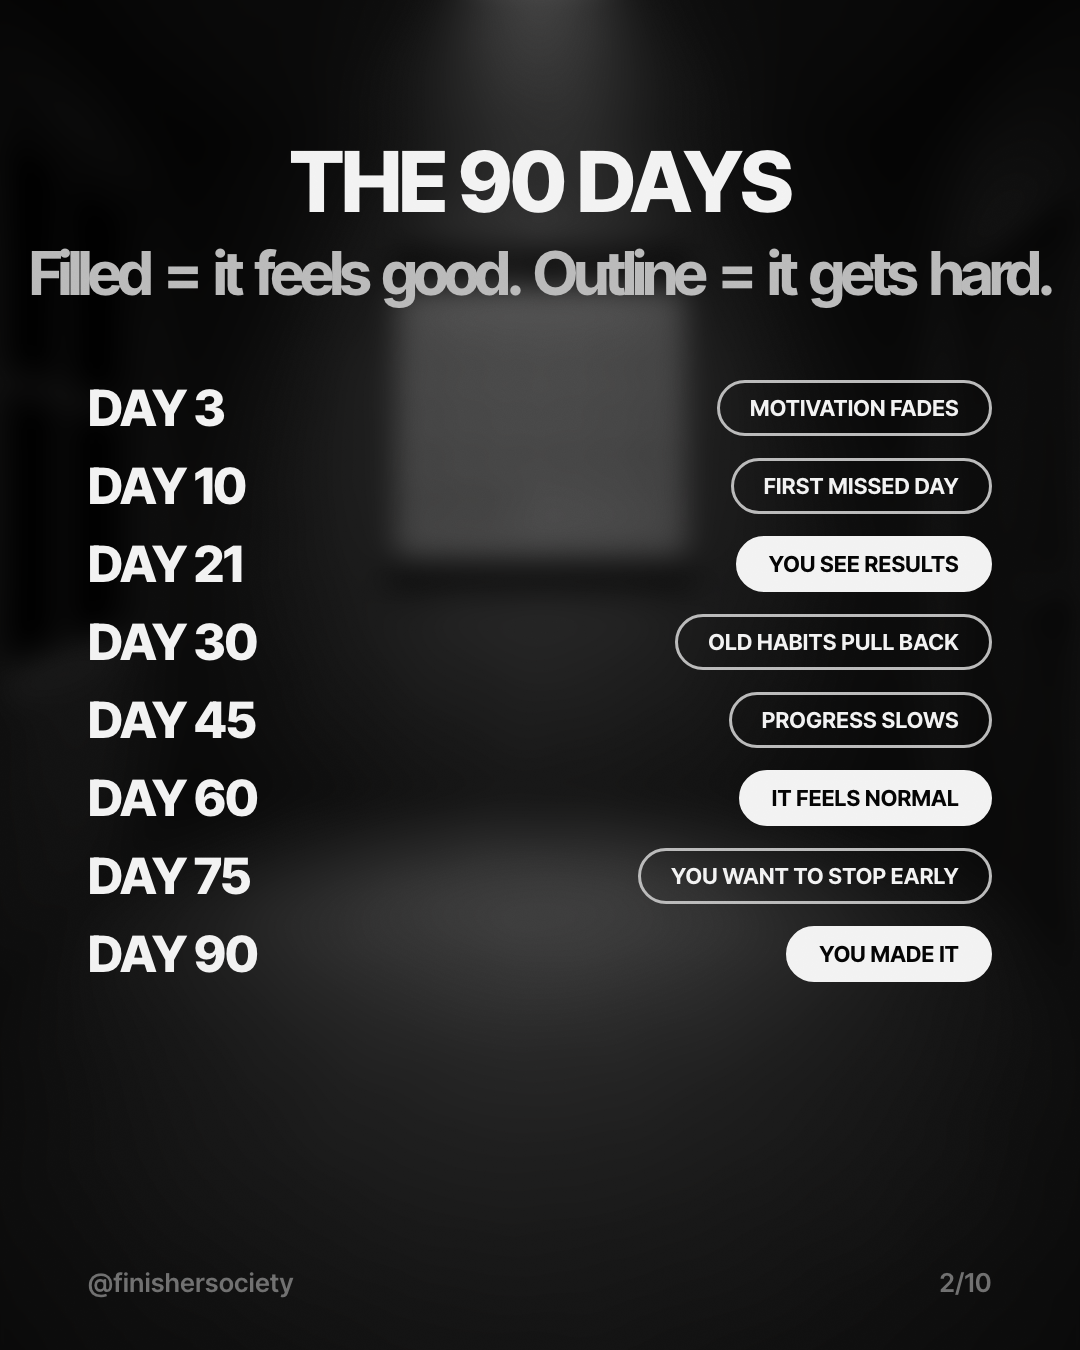 THE 90 DAYS
Filled = it feels good. Outline = it gets hard.
DAY 3 MOTIVATION FADES
DAY 10 FIRST MISSED DAY
DAY 21 YOU SEE RESULTS
DAY 30 OLD HABITS PULL BACK
DAY 45 PROGRESS SLOWS
DAY 60 IT FEELS NORMAL
DAY 75 YOU WANT TO STOP EARLY
DAY 90 YOU MADE IT
@finishersociety 2/10